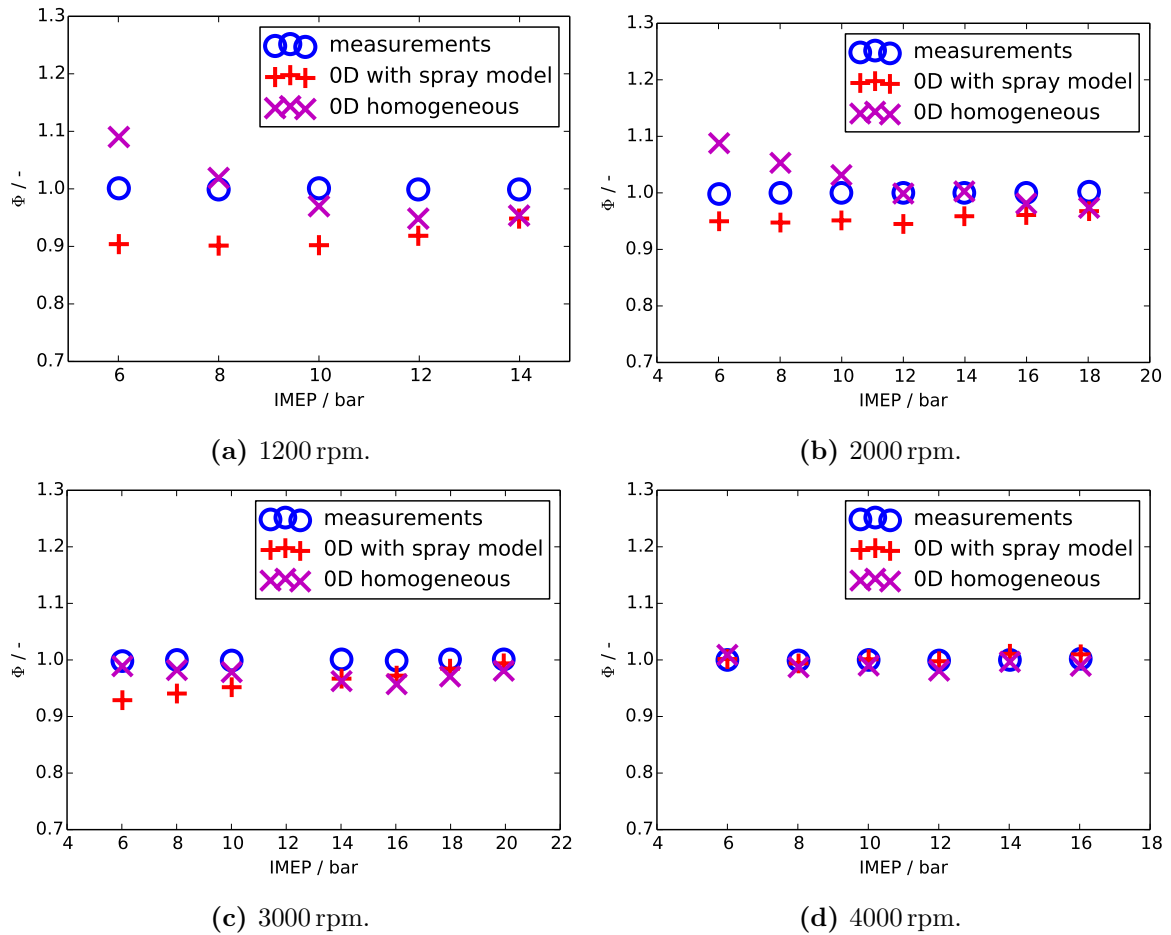 1.3
1.2
1.1
1.0
0.9
0.8
0.7
Φ / -
measurements
0D with spray model
0D homogeneous
6 8 10 12 14
IMEP / bar
(a) 1200 rpm.
1.3
1.2
1.1
1.0
0.9
0.8
0.7
Φ / -
measurements
0D with spray model
0D homogeneous
4 6 8 10 12 14 16 18 20
IMEP / bar
(b) 2000 rpm.
1.3
1.2
1.1
1.0
0.9
0.8
0.7
Φ / -
measurements
0D with spray model
0D homogeneous
4 6 8 10 12 14 16 18 20 22
IMEP / bar
(c) 3000 rpm.
1.3
1.2
1.1
1.0
0.9
0.8
0.7
Φ / -
measurements
0D with spray model
0D homogeneous
4 6 8 10 12 14 16 18
IMEP / bar
(d) 4000 rpm.